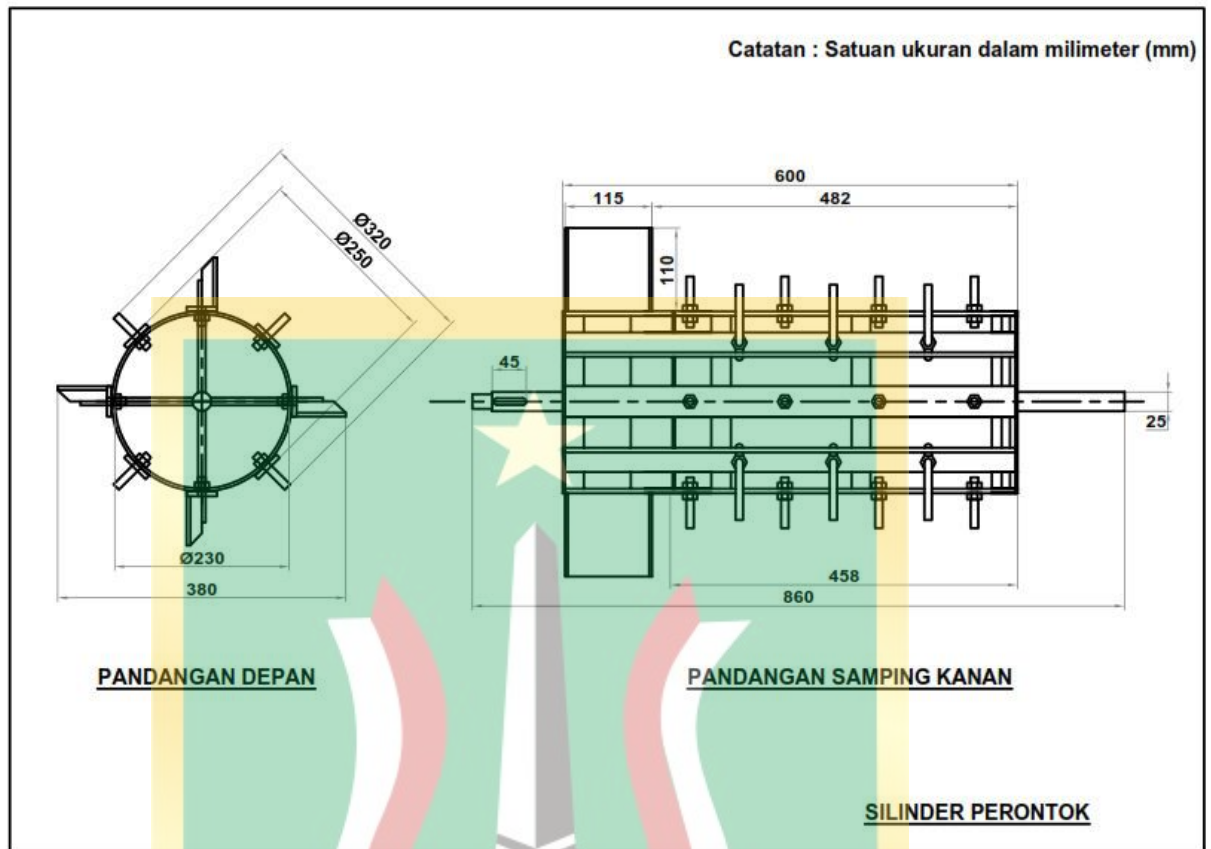 Catatan : Satuan ukuran dalam milimeter (mm)
600
115
482
Ø320
Ø250
110
45
25
Ø230
380
458
860
PANDANGAN DEPAN
PANDANGAN SAMPING KANAN
SILINDER PERONTOK